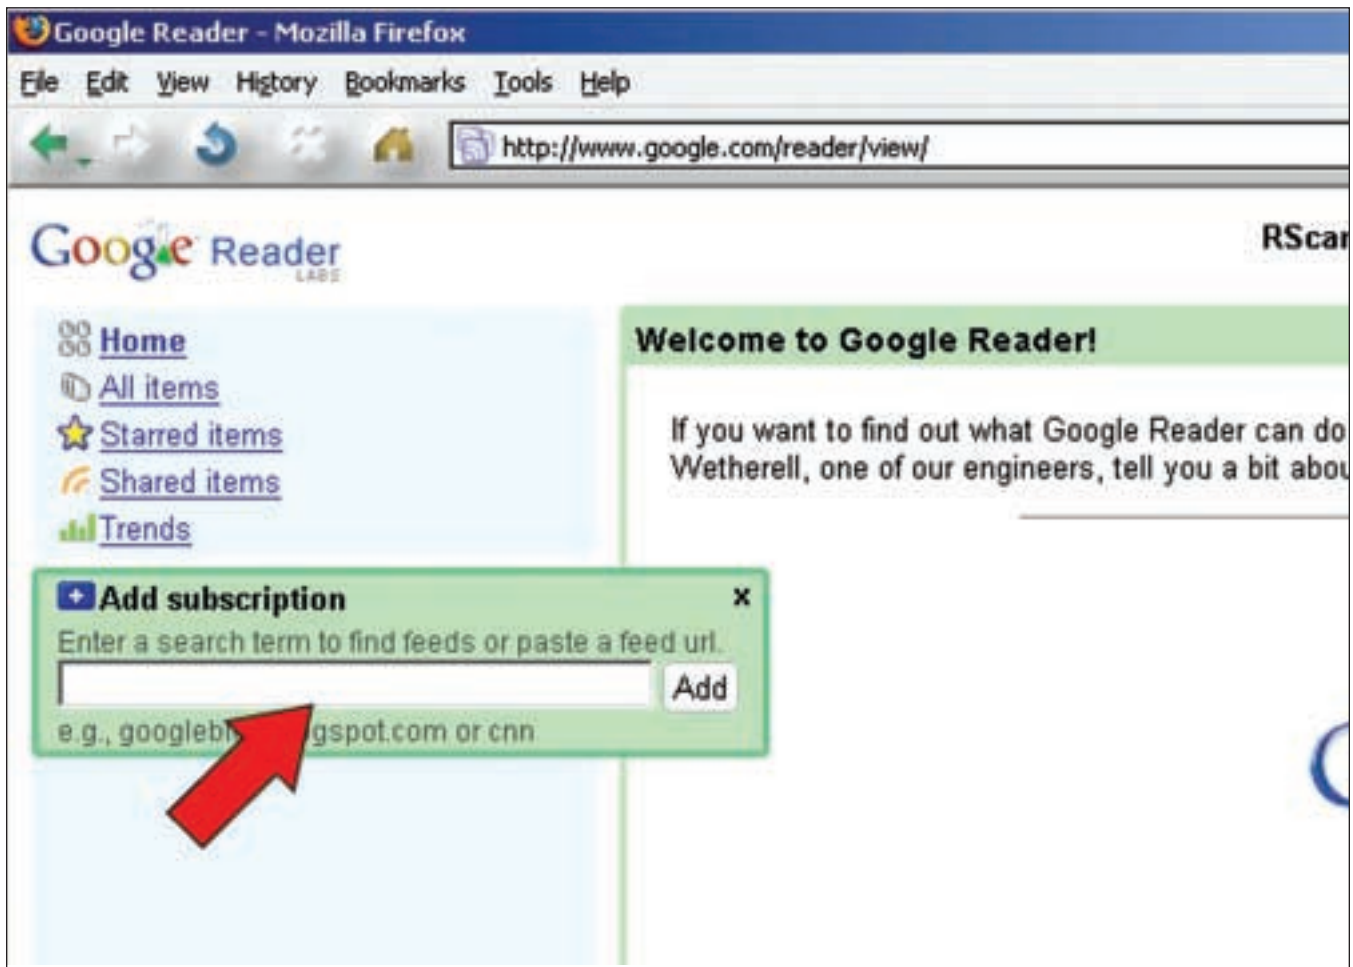 Google Reader - Mozilla Firefox
File Edit View History Bookmarks Tools Help
http://www.google.com/reader/view/
Google Reader
LABS
RScar
Home
All items
Starred items
Shared items
Trends
Welcome to Google Reader!
If you want to find out what Google Reader can do
Wetherell, one of our engineers, tell you a bit abou
Add subscription x
Enter a search term to find feeds or paste a feed url.
Add
e.g., googlebl gspot.com or cnn